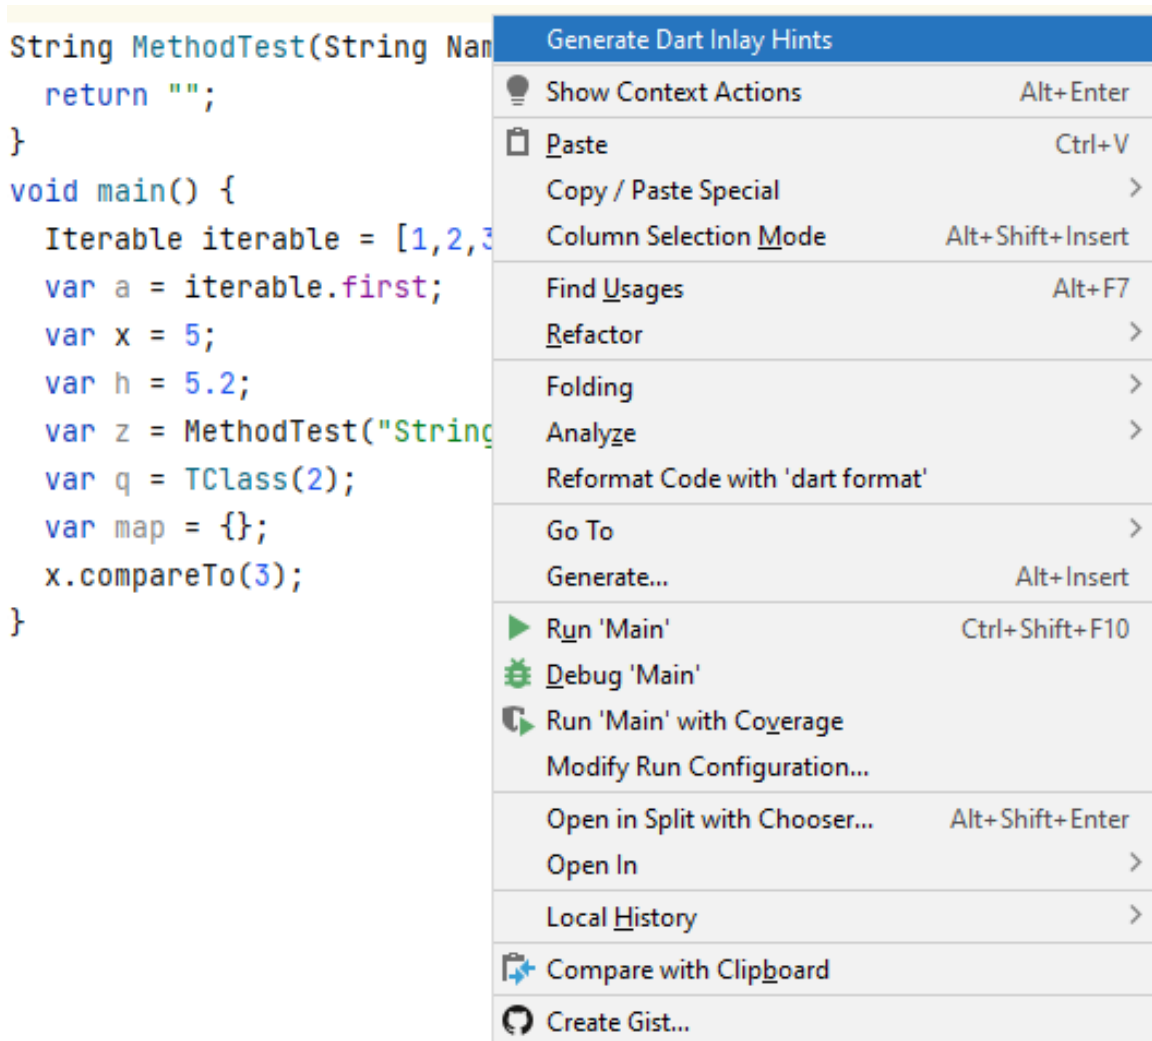 String MethodTest(String Nam
  return "";
}
void main() {
  Iterable iterable = [1,2,3
  var a = iterable.first;
  var x = 5;
  var h = 5.2;
  var z = MethodTest("String
  var q = TClass(2);
  var map = {};
  x.compareTo(3);
}
Generate Dart Inlay Hints
Show Context Actions Alt+Enter
Paste Ctrl+V
Copy / Paste Special
Column Selection Mode Alt+Shift+Insert
Find Usages Alt+F7
Refactor
Folding
Analyze
Reformat Code with 'dart format'
Go To
Generate... Alt+Insert
Run 'Main' Ctrl+Shift+F10
Debug 'Main'
Run 'Main' with Coverage
Modify Run Configuration...
Open in Split with Chooser... Alt+Shift+Enter
Open In
Local History
Compare with Clipboard
Create Gist...